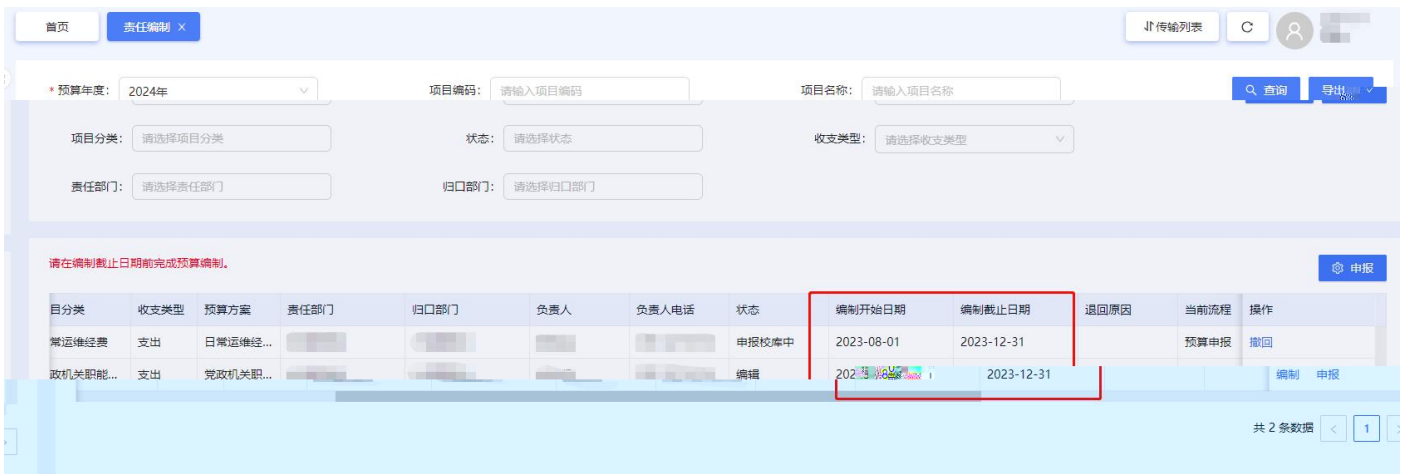 首页 责任编制 × 传输列表
* 预算年度: 2024年 项目编码: 请输入项目编码 项目名称: 请输入项目名称 查询 导出
项目分类: 请选择项目分类 状态: 请选择状态 收支类型: 请选择收支类型
责任部门: 请选择责任部门 归口部门: 请选择归口部门
请在编制截止日期前完成预算编制。 申报
目分类 收支类型 预算方案 责任部门 归口部门 负责人 负责人电话 状态 编制开始日期 编制截止日期 退回原因 当前流程 操作
常运维经费 支出 日常运维经... 申报校库中 2023-08-01 2023-12-31 预算申报 撤回
政机关职能... 支出 党政机关职... 编辑 2023-12-31 编制 申报
共 2 条数据 < 1 >